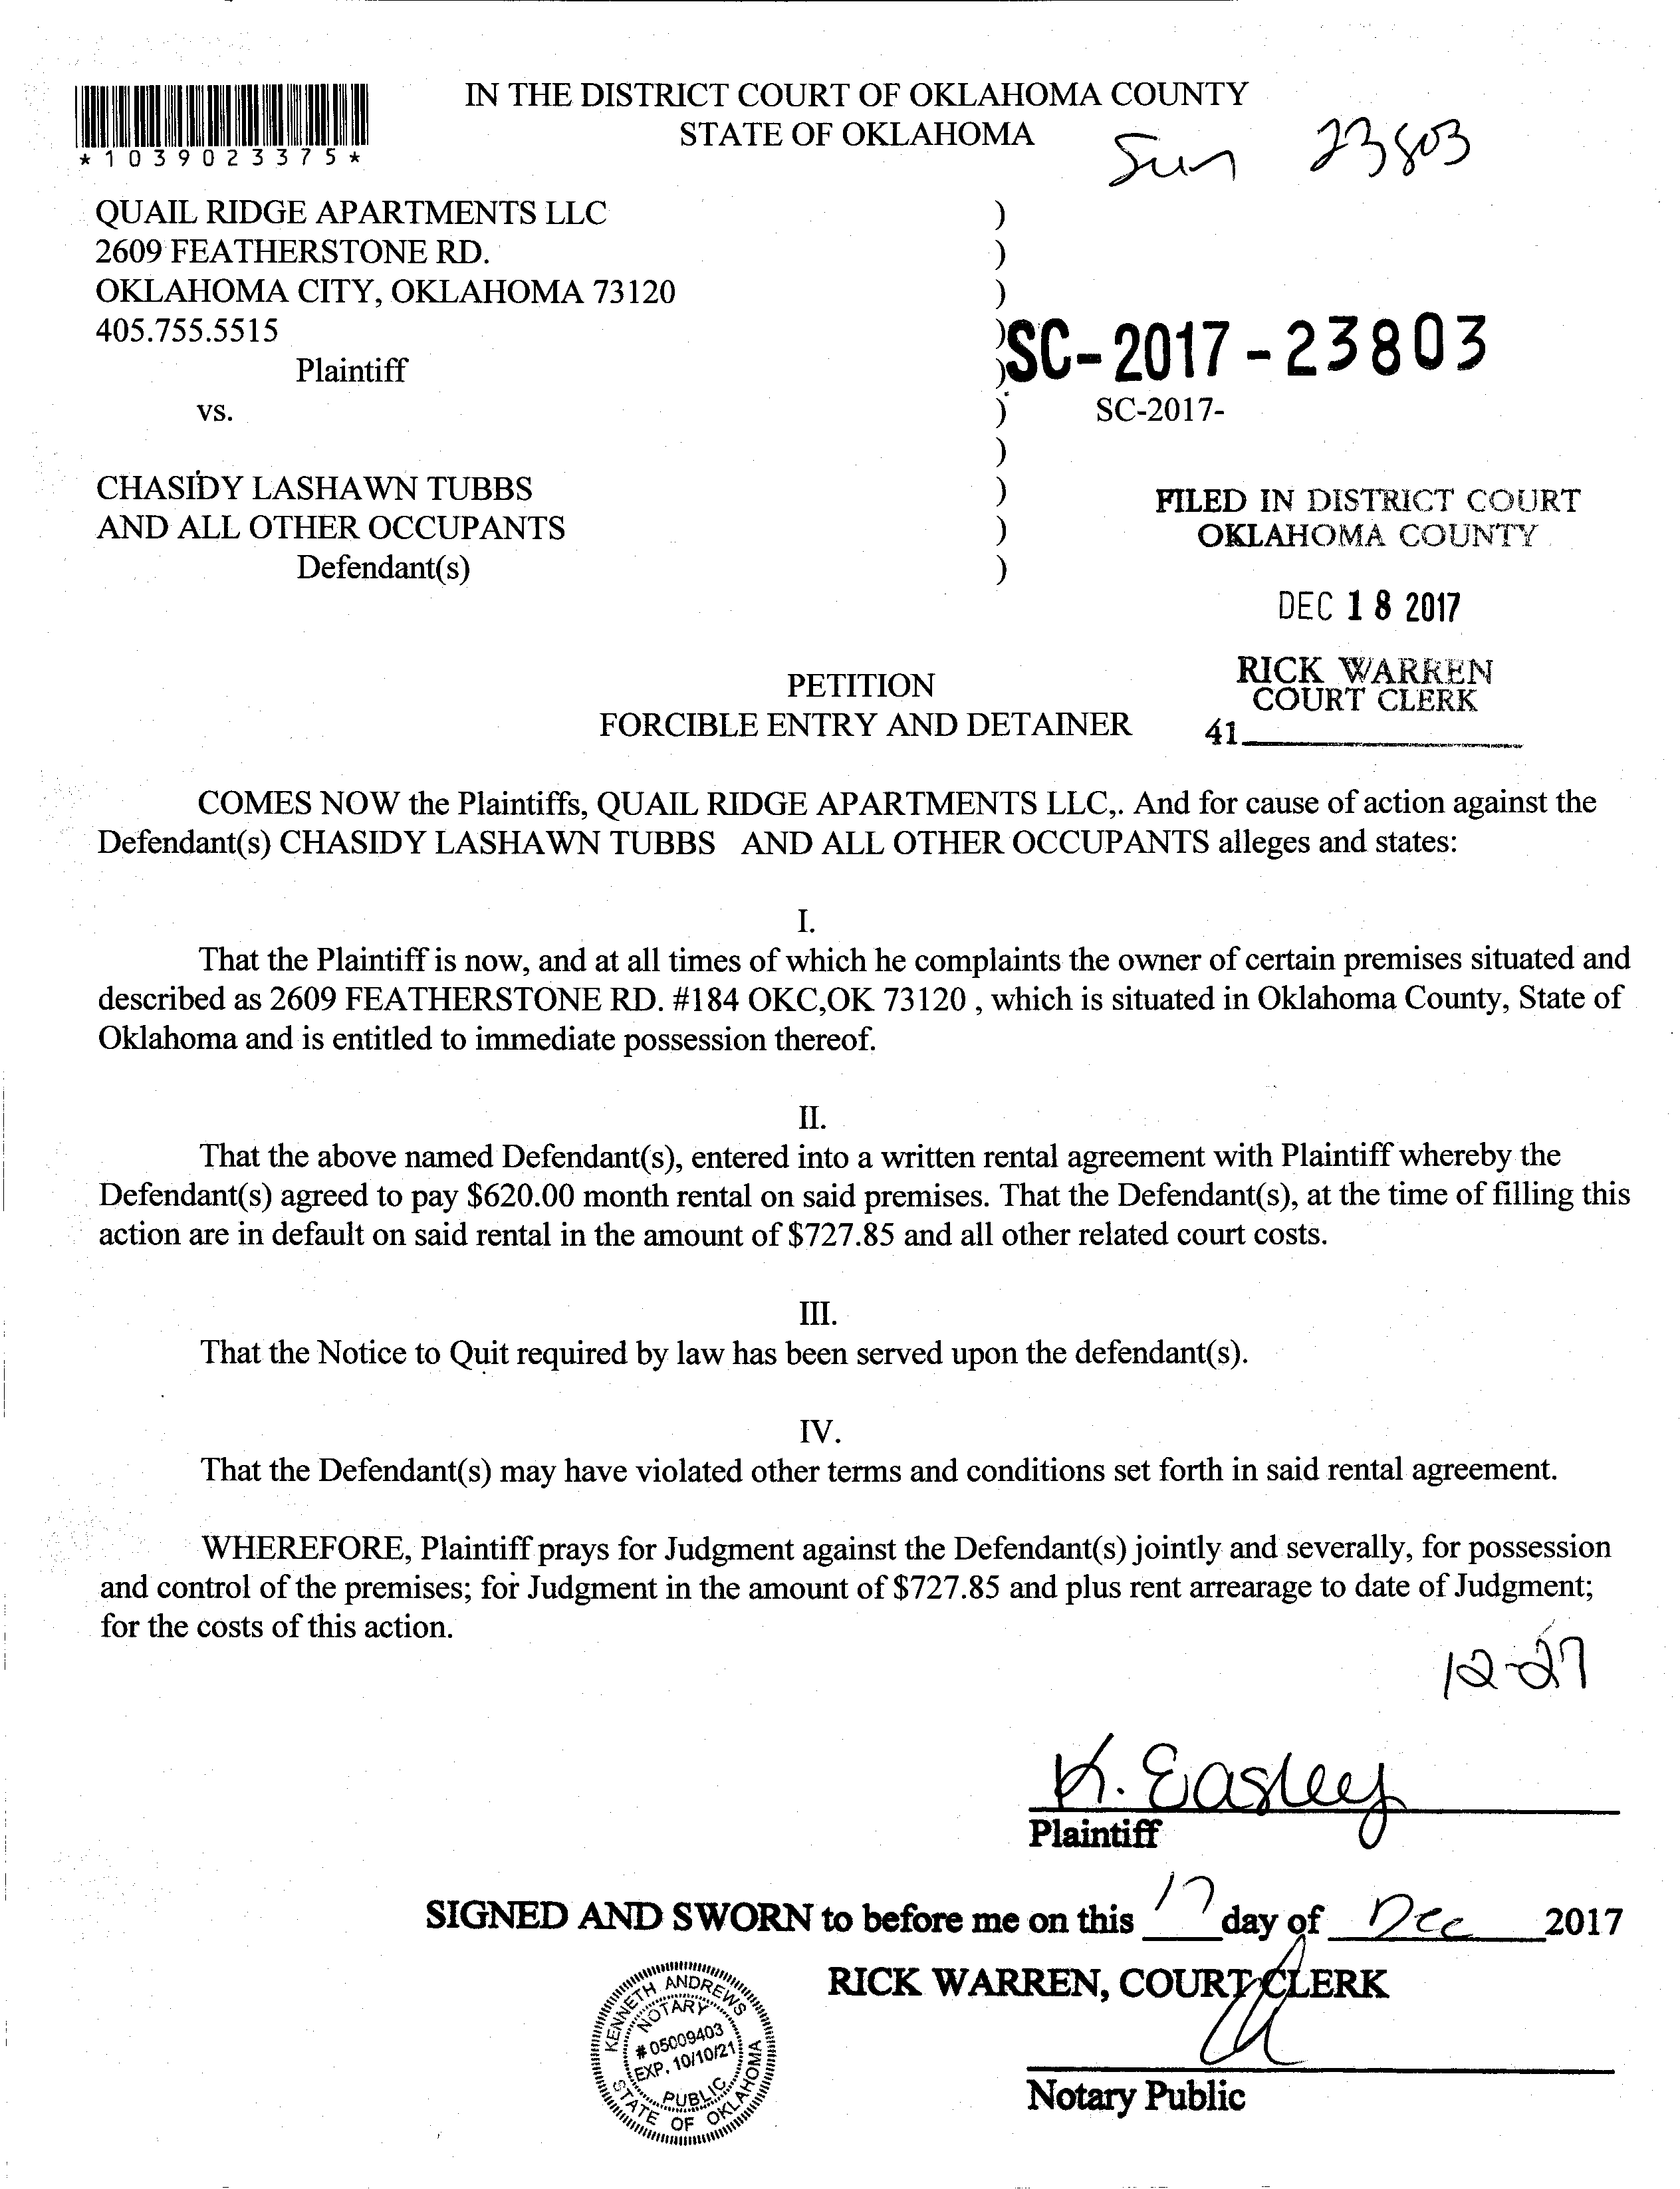 IN THE DISTRICT COURT OF OKLAHOMA COUNTY
STATE OF OKLAHOMA
*1039023375*
23803
QUAIL RIDGE APARTMENTS LLC )
2609 FEATHERSTONE RD. )
OKLAHOMA CITY, OKLAHOMA 73120 )
405.755.5515 )
SC-2017-23803
Plaintiff )
vs. ) SC-2017-
)
CHASIDY LASHAWN TUBBS )
AND ALL OTHER OCCUPANTS )
Defendant(s) )
FILED IN DISTRICT COURT
OKLAHOMA COUNTY
DEC 18 2017
RICK WARREN
COURT CLERK
41
PETITION
FORCIBLE ENTRY AND DETAINER
COMES NOW the Plaintiffs, QUAIL RIDGE APARTMENTS LLC,. And for cause of action against the
Defendant(s) CHASIDY LASHAWN TUBBS AND ALL OTHER OCCUPANTS alleges and states:
I.
That the Plaintiff is now, and at all times of which he complaints the owner of certain premises situated and
described as 2609 FEATHERSTONE RD. #184 OKC,OK 73120 , which is situated in Oklahoma County, State of
Oklahoma and is entitled to immediate possession thereof.
II.
That the above named Defendant(s), entered into a written rental agreement with Plaintiff whereby the
Defendant(s) agreed to pay $620.00 month rental on said premises. That the Defendant(s), at the time of filling this
action are in default on said rental in the amount of $727.85 and all other related court costs.
III.
That the Notice to Quit required by law has been served upon the defendant(s).
IV.
That the Defendant(s) may have violated other terms and conditions set forth in said rental agreement.
WHEREFORE, Plaintiff prays for Judgment against the Defendant(s) jointly and severally, for possession
and control of the premises; for Judgment in the amount of $727.85 and plus rent arrearage to date of Judgment;
for the costs of this action.
12-27
K. Easley
Plaintiff
SIGNED AND SWORN to before me on this 17 day of Dec 2017
RICK WARREN, COURT CLERK
Notary Public
KENNETH ANDREWS
NOTARY
# 05009403
EXP. 10/10/21
PUBLIC
STATE OF OKLAHOMA